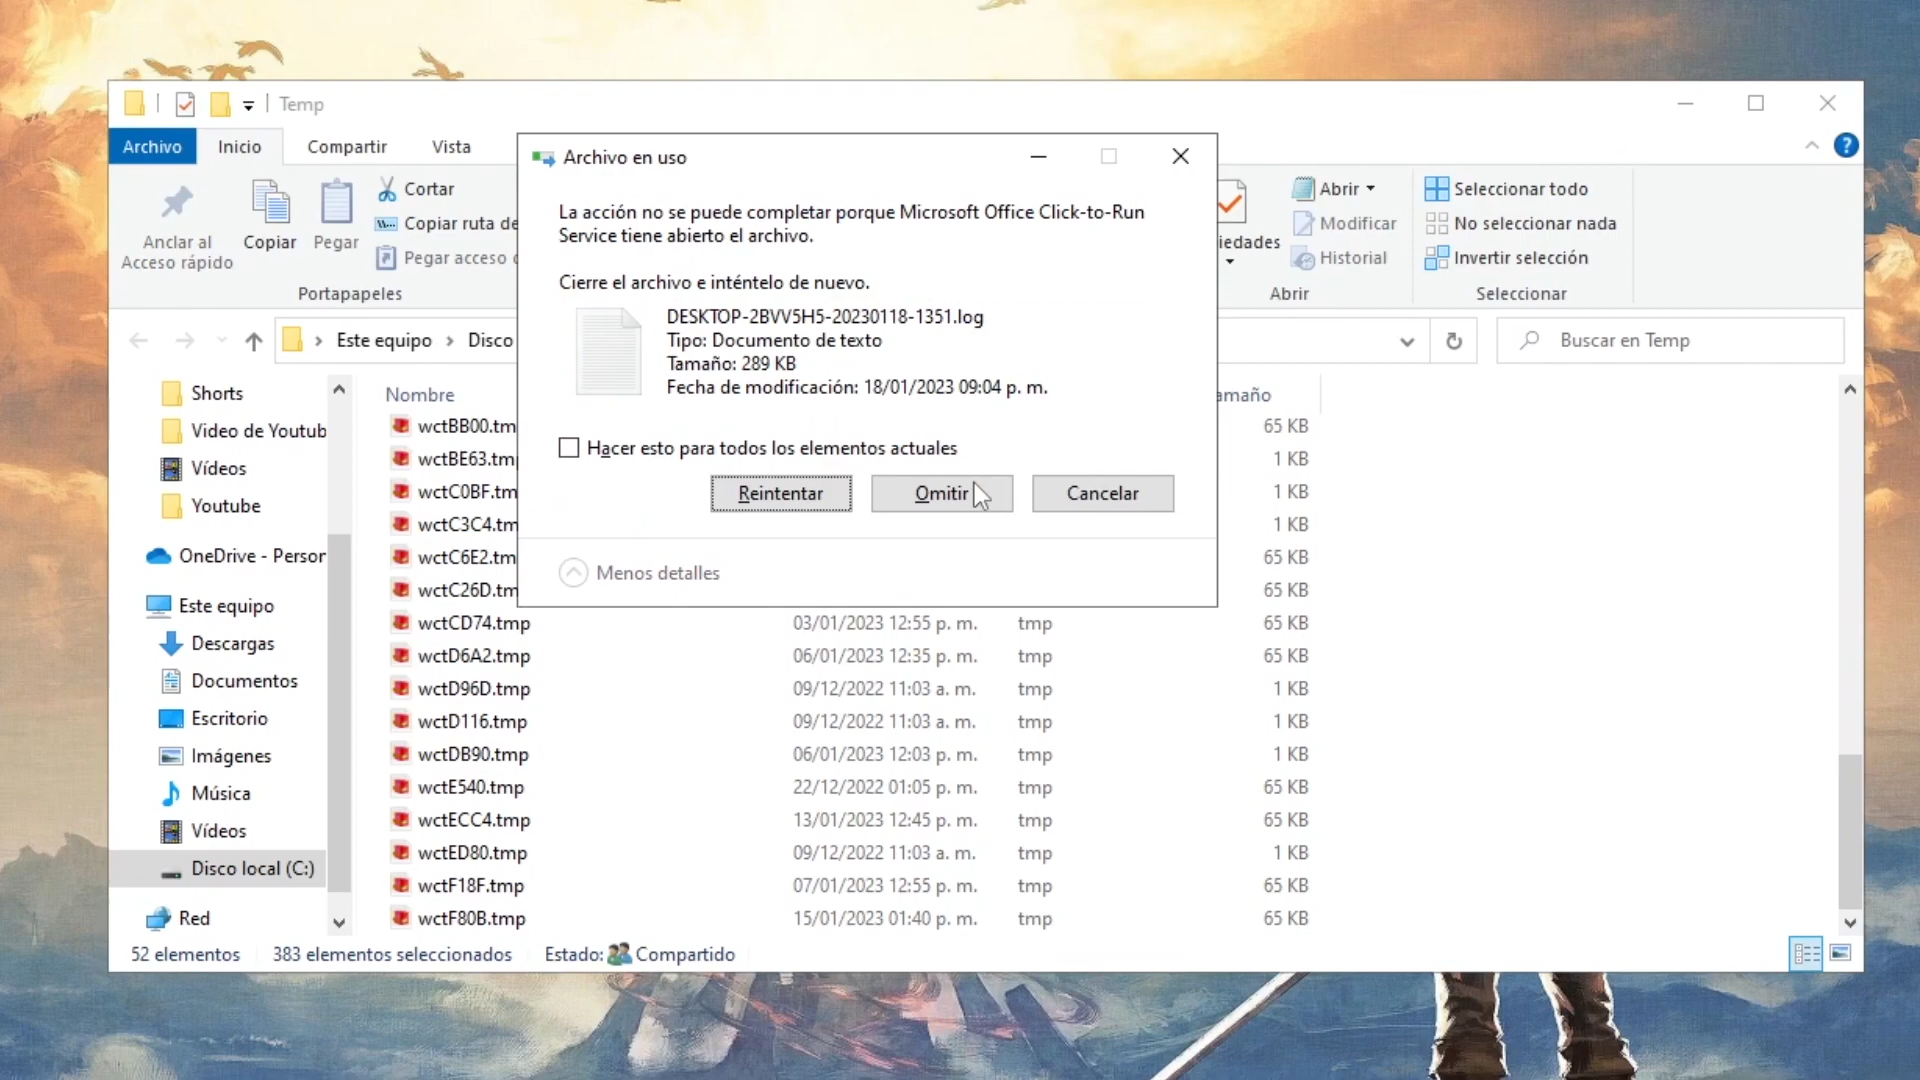 Temp
Archivo Inicio Compartir Vista
Anclar al
Acceso rápido
Copiar
Pegar
Cortar
Copiar ruta de
Pegar acceso
Portapapeles
iedades
Abrir
Modificar
Historial
Abrir
Seleccionar todo
No seleccionar nada
Invertir selección
Seleccionar
?
Este equipo > Disco
Buscar en Temp
Archivo en uso
La acción no se puede completar porque Microsoft Office Click-to-Run
Service tiene abierto el archivo.
Cierre el archivo e inténtelo de nuevo.
DESKTOP-2BVV5H5-20230118-1351.log
Tipo: Documento de texto
Tamaño: 289 KB
Fecha de modificación: 18/01/2023 09:04 p. m.
Hacer esto para todos los elementos actuales
Reintentar Omitir Cancelar
Menos detalles
Shorts
Video de Youtub
Vídeos
Youtube
OneDrive - Person
Este equipo
Descargas
Documentos
Escritorio
Imágenes
Música
Vídeos
Disco local (C:)
Red
Nombre amaño
wctBB00.tm 65 KB
wctBE63.tmp 1 KB
wctC0BF.tm 1 KB
wctC3C4.tm 1 KB
wctC6E2.tm 65 KB
wctC26D.tm 65 KB
wctCD74.tmp 03/01/2023 12:55 p. m. tmp 65 KB
wctD6A2.tmp 06/01/2023 12:35 p. m. tmp 65 KB
wctD96D.tmp 09/12/2022 11:03 a. m. tmp 1 KB
wctD116.tmp 09/12/2022 11:03 a. m. tmp 1 KB
wctDB90.tmp 06/01/2023 12:03 p. m. tmp 1 KB
wctE540.tmp 22/12/2022 01:05 p. m. tmp 65 KB
wctECC4.tmp 13/01/2023 12:45 p. m. tmp 65 KB
wctED80.tmp 09/12/2022 11:03 a. m. tmp 1 KB
wctF18F.tmp 07/01/2023 12:55 p. m. tmp 65 KB
wctF80B.tmp 15/01/2023 01:40 p. m. tmp 65 KB
52 elementos 383 elementos seleccionados Estado: Compartido